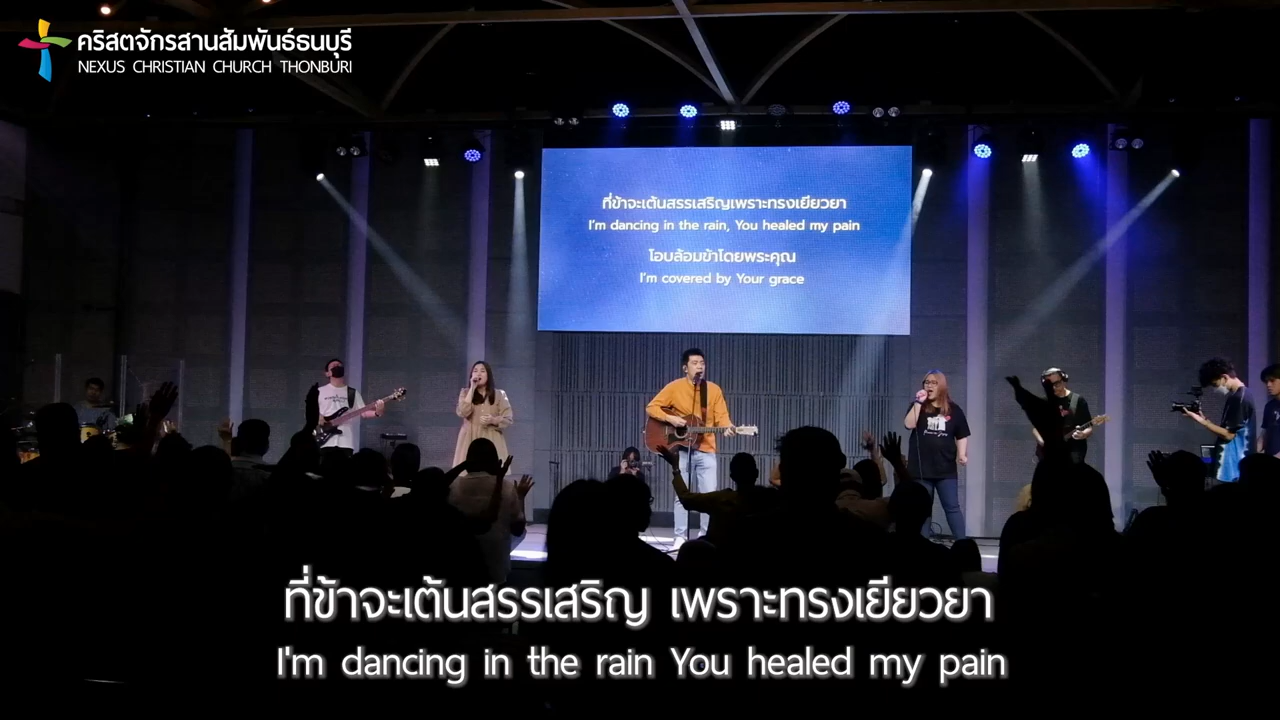 คริสตจักรสานสัมพันธ์ธนบุรี
NEXUS CHRISTIAN CHURCH THONBURI
ที่ข้าจะเต้นสรรเสริญเพราะทรงเยียวยา
I'm dancing in the rain, You healed my pain
โอบล้อมข้าโดยพระคุณ
I'm covered by Your grace
ที่ข้าจะเต้นสรรเสริญ เพราะทรงเยียวยา
I'm dancing in the rain You healed my pain